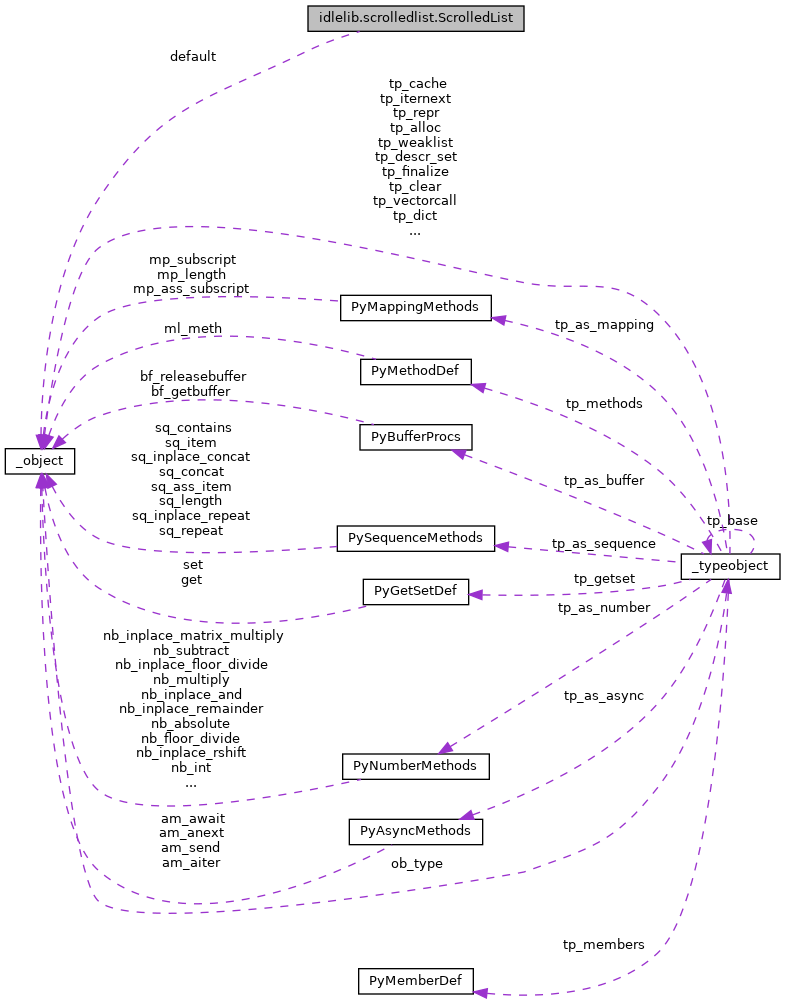 idlelib.scrolledlist.ScrolledList
default
tp_cache
tp_iternext
tp_repr
tp_alloc
tp_weaklist
tp_descr_set
tp_finalize
tp_clear
tp_vectorcall
tp_dict
...
mp_subscript
mp_length
mp_ass_subscript
PyMappingMethods
tp_as_mapping
ml_meth
PyMethodDef
tp_methods
bf_releasebuffer
bf_getbuffer
PyBufferProcs
_object
sq_contains
sq_item
sq_inplace_concat
sq_concat
sq_ass_item
sq_length
sq_inplace_repeat
sq_repeat
tp_as_buffer
PySequenceMethods
tp_as_sequence
tp_base
_typeobject
set
get
PyGetSetDef
tp_getset
tp_as_number
nb_inplace_matrix_multiply
nb_subtract
nb_inplace_floor_divide
nb_multiply
nb_inplace_and
nb_inplace_remainder
nb_absolute
nb_floor_divide
nb_inplace_rshift
nb_int
...
PyNumberMethods
tp_as_async
am_await
am_anext
am_send
am_aiter
PyAsyncMethods
ob_type
tp_members
PyMemberDef